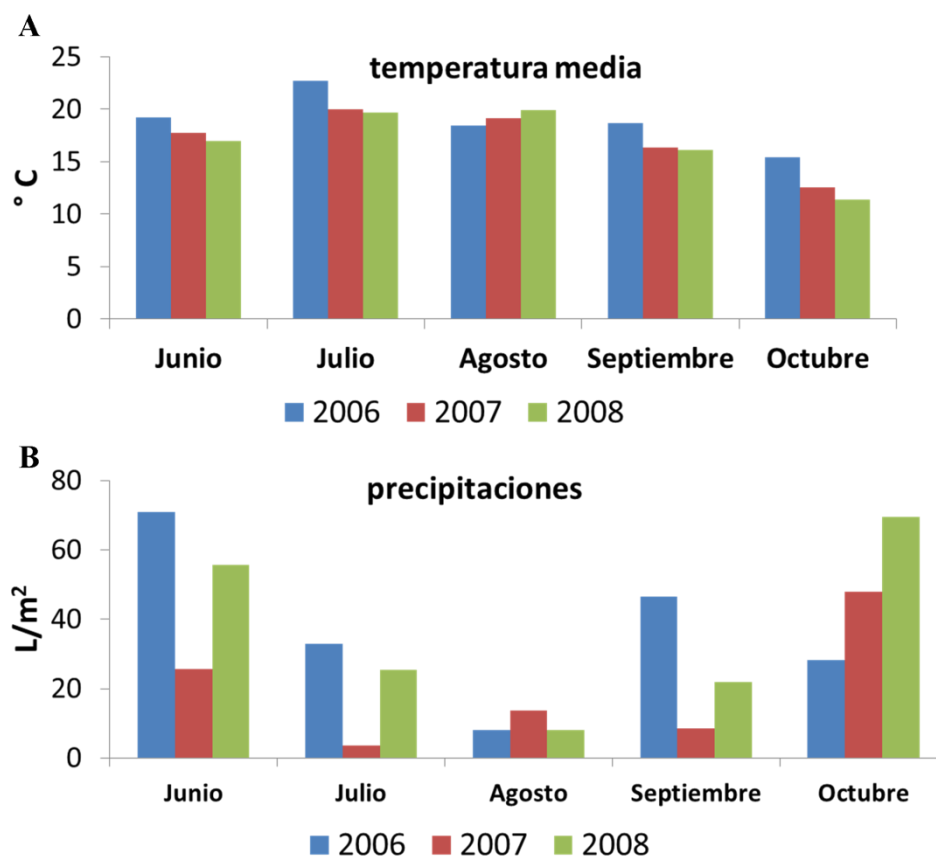 A
temperatura media
25
20
15
10
5
0
° C
Junio Julio Agosto Septiembre Octubre
2006 2007 2008
B
precipitaciones
80
60
40
20
0
L/m²
Junio Julio Agosto Septiembre Octubre
2006 2007 2008